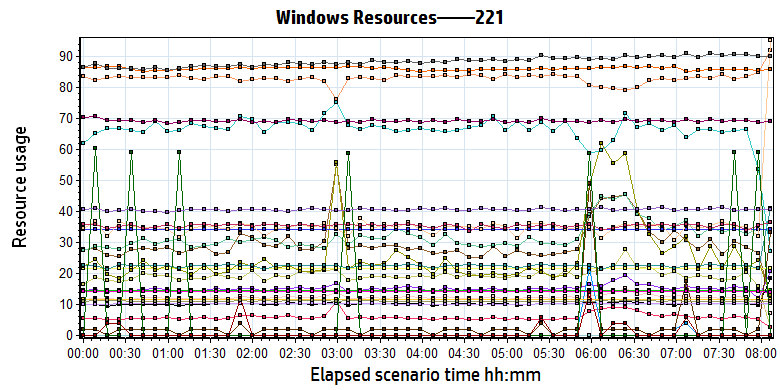 Windows Resources——221
Resource usage
90
80
70
60
50
40
30
20
10
0
00:00 00:30 01:00 01:30 02:00 02:30 03:00 03:30 04:00 04:30 05:00 05:30 06:00 06:30 07:00 07:30 08:00
Elapsed scenario time hh:mm